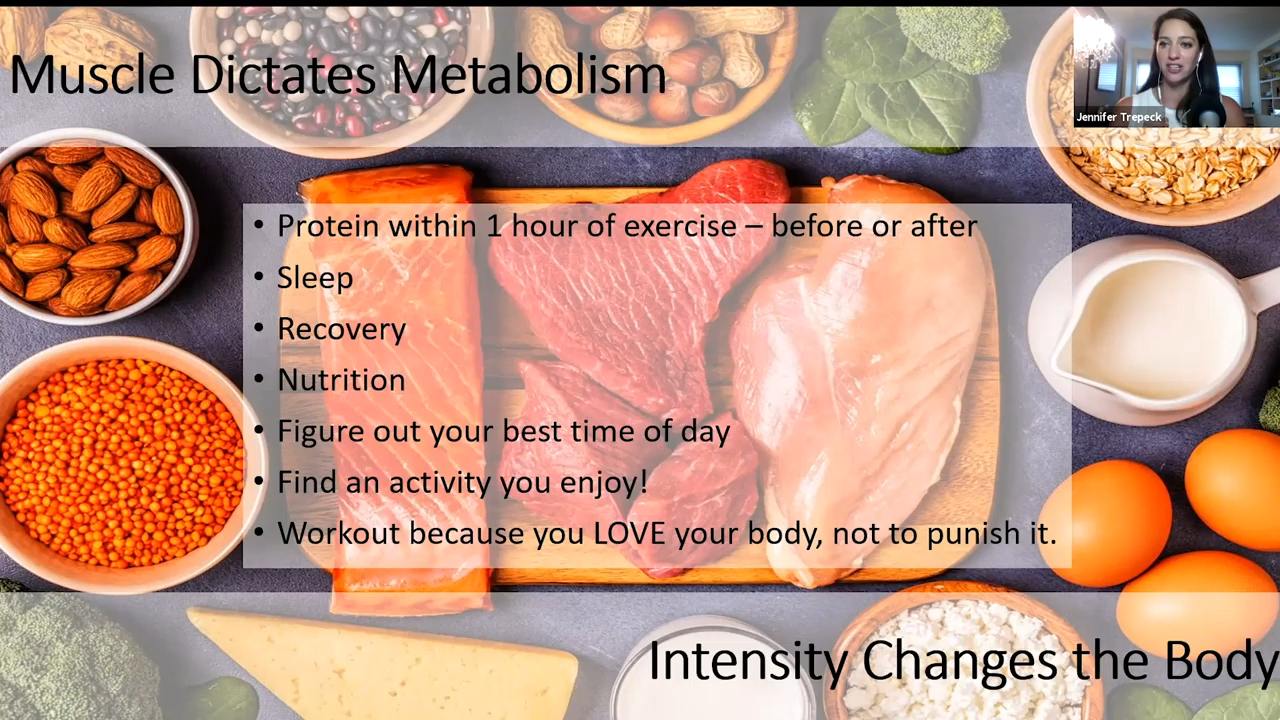 Muscle Dictates Metabolism
Jennifer Trepeck
• Protein within 1 hour of exercise – before or after
• Sleep
• Recovery
• Nutrition
• Figure out your best time of day
• Find an activity you enjoy!
• Workout because you LOVE your body, not to punish it.
Intensity Changes the Body